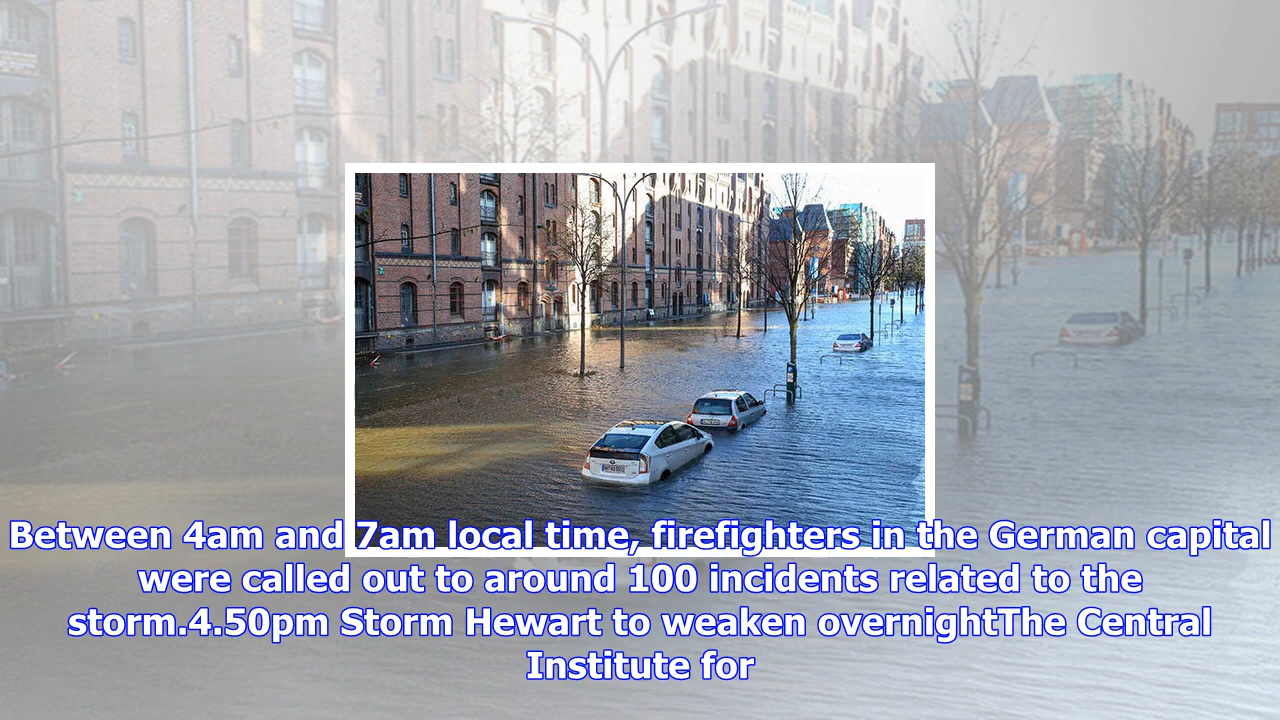 Between 4am and 7am local time, firefighters in the German capital
were called out to around 100 incidents related to the
storm.4.50pm Storm Hewart to weaken overnightThe Central
Institute for